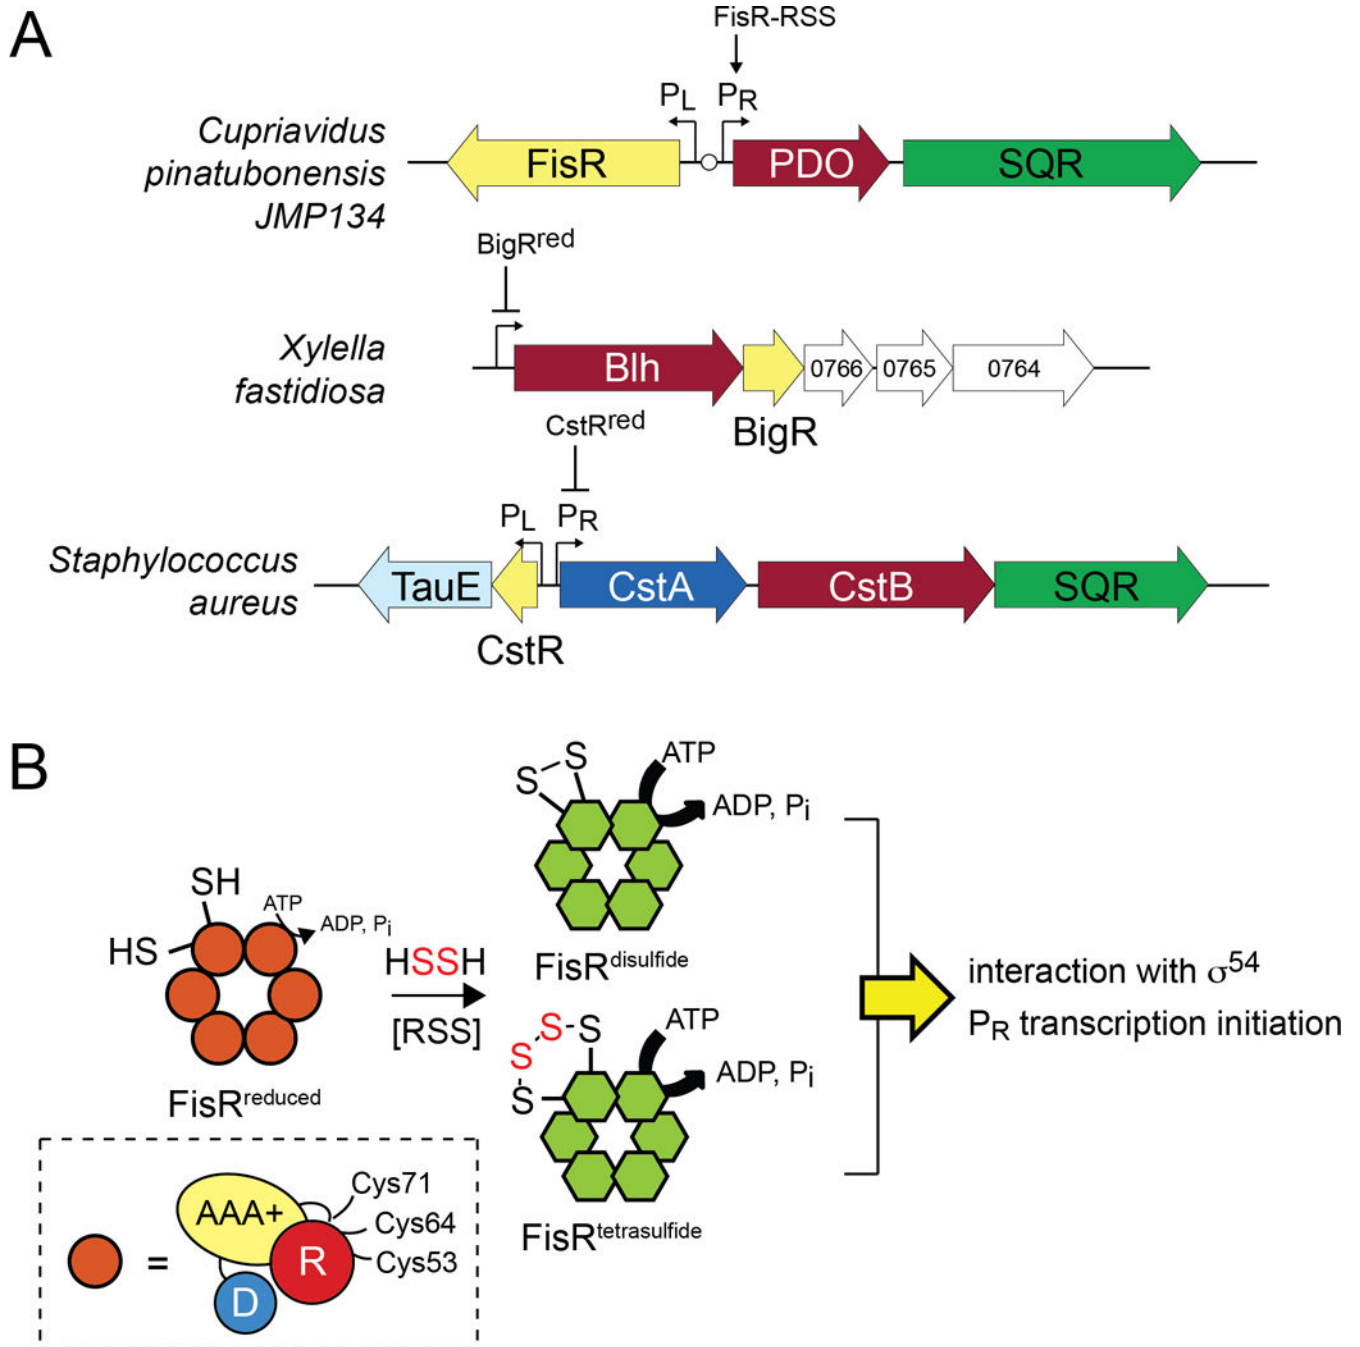 A
FisR-RSS
PL PR
Cupriavidus
pinatubonensis
JMP134
FisR PDO SQR
BigRred
Xylella
fastidiosa
Blh 0766 0765 0764
BigR
CstRred
PL PR
Staphylococcus
aureus
TauE CstA CstB SQR
CstR
B
S S
ATP
ADP, Pi
SH
HS
ATP
ADP, Pi
FisRdisulfide
HSSH
[RSS]
FisRreduced
interaction with σ54
PR transcription initiation
S S S S
ATP
ADP, Pi
FisRtetrasulfide
AAA+
Cys71
Cys64
Cys53
= R
D